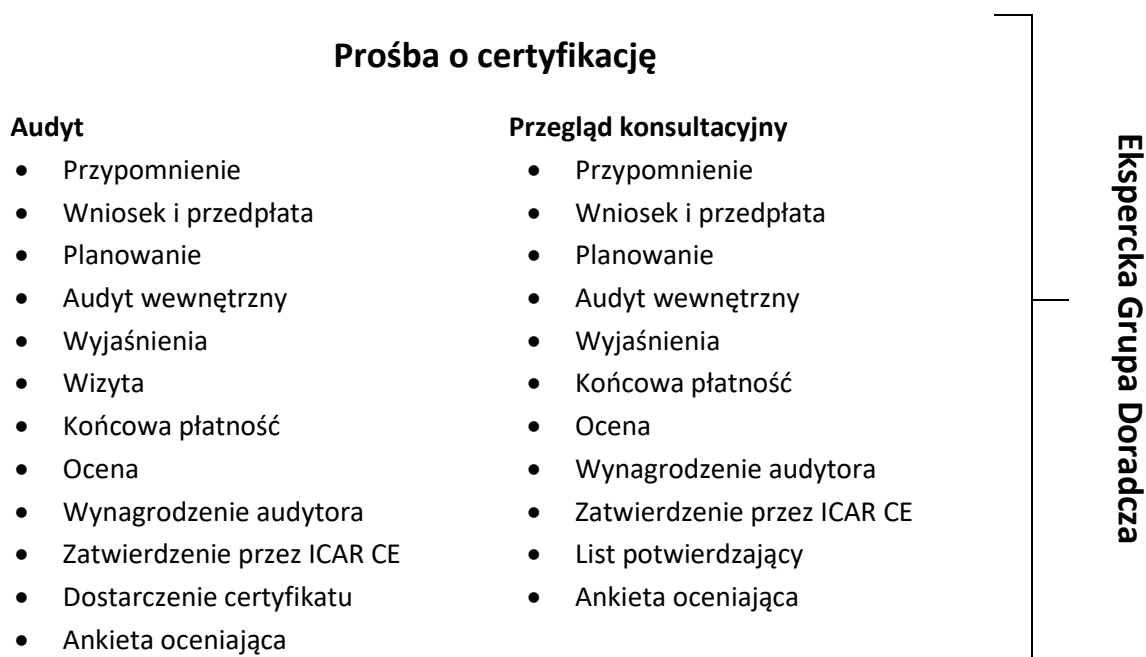 Prośba o certyfikację
Audyt
• Przypomnienie
• Wniosek i przedpłata
• Planowanie
• Audyt wewnętrzny
• Wyjaśnienia
• Wizyta
• Końcowa płatność
• Ocena
• Wynagrodzenie audytora
• Zatwierdzenie przez ICAR CE
• Dostarczenie certyfikatu
• Ankieta oceniająca
Przegląd konsultacyjny
• Przypomnienie
• Wniosek i przedpłata
• Planowanie
• Audyt wewnętrzny
• Wyjaśnienia
• Końcowa płatność
• Ocena
• Wynagrodzenie audytora
• Zatwierdzenie przez ICAR CE
• List potwierdzający
• Ankieta oceniająca
Ekspercka Grupa Doradcza